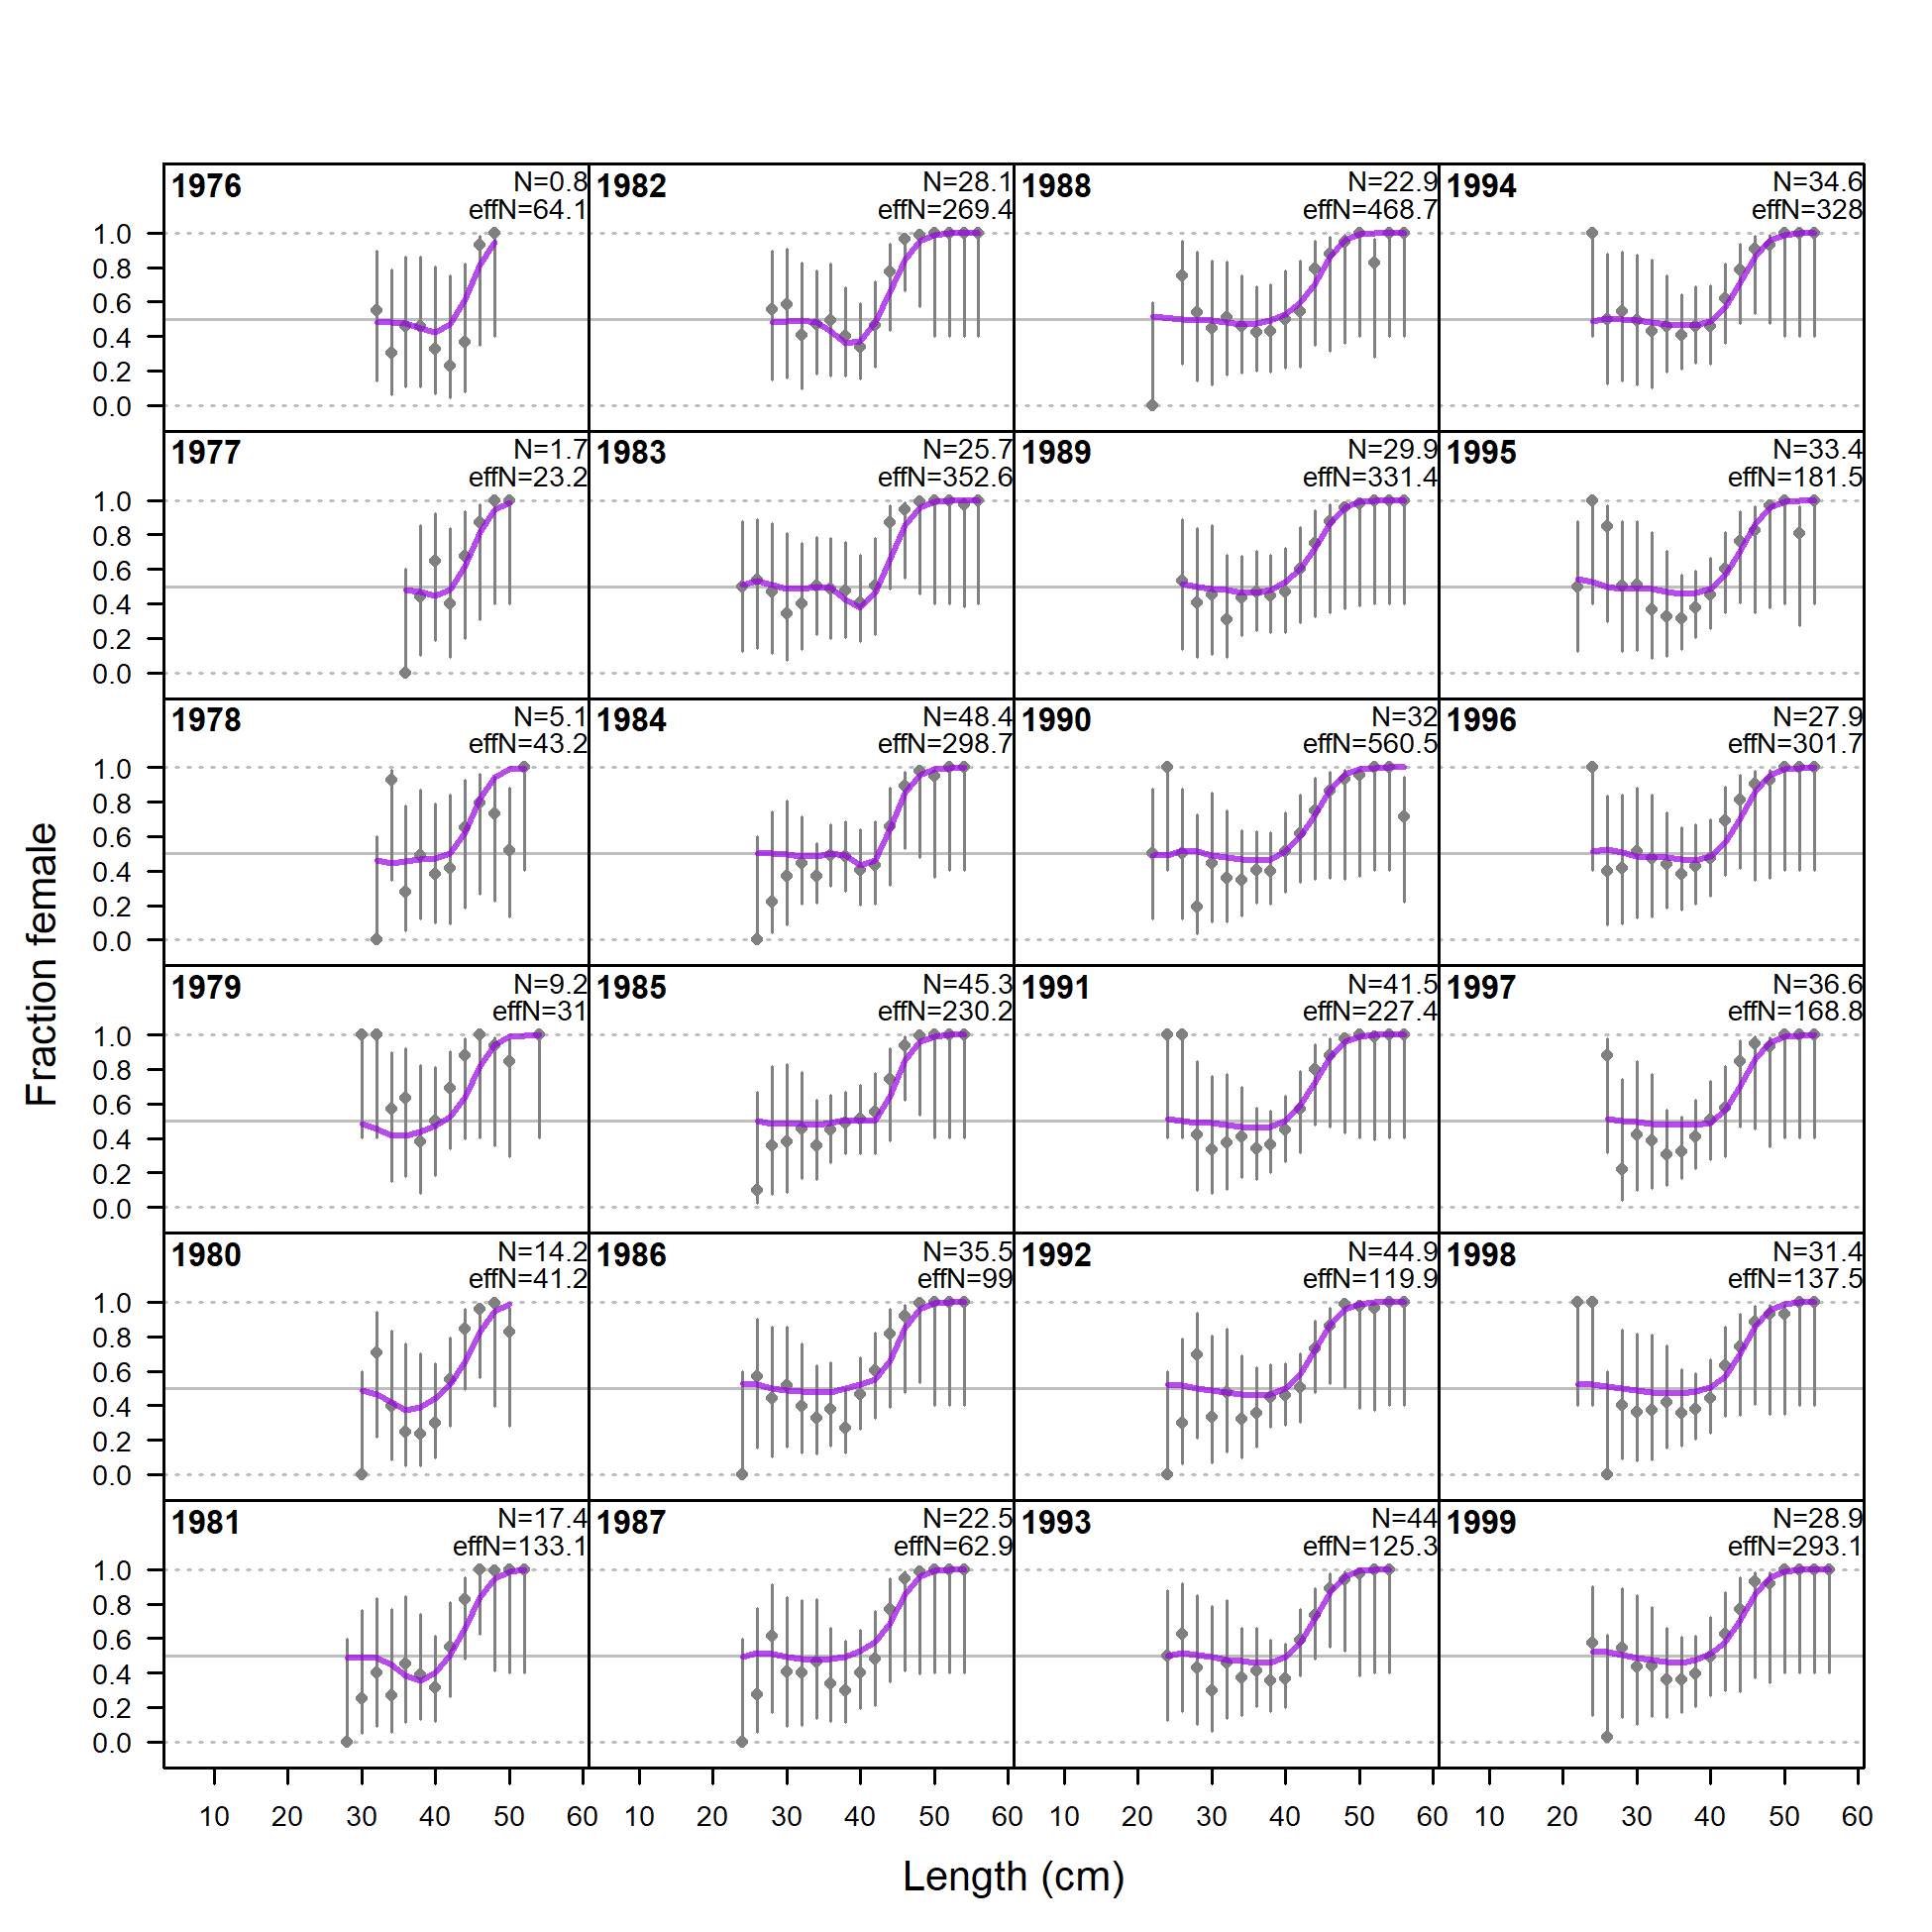 1976 N=0.8 1982 N=28.1 1988 N=22.9 1994 N=34.6
effN=64.1 effN=269.4 effN=468.7 effN=328
1.0
0.8
0.6
0.4
0.2
0.0
1977 N=1.7 1983 N=25.7 1989 N=29.9 1995 N=33.4
effN=23.2 effN=352.6 effN=331.4 effN=181.5
1.0
0.8
0.6
0.4
0.2
0.0
1978 N=5.1 1984 N=48.4 1990 N=32 1996 N=27.9
effN=43.2 effN=298.7 effN=560.5 effN=301.7
1.0
0.8
0.6
0.4
0.2
0.0
Fraction female
1979 N=9.2 1985 N=45.3 1991 N=41.5 1997 N=36.6
effN=31 effN=230.2 effN=227.4 effN=168.8
1.0
0.8
0.6
0.4
0.2
0.0
1980 N=14.2 1986 N=35.5 1992 N=44.9 1998 N=31.4
effN=41.2 effN=99 effN=119.9 effN=137.5
1.0
0.8
0.6
0.4
0.2
0.0
1981 N=17.4 1987 N=22.5 1993 N=44 1999 N=28.9
effN=133.1 effN=62.9 effN=125.3 effN=293.1
1.0
0.8
0.6
0.4
0.2
0.0
10 20 30 40 50 60 10 20 30 40 50 60 10 20 30 40 50 60 10 20 30 40 50 60
Length (cm)